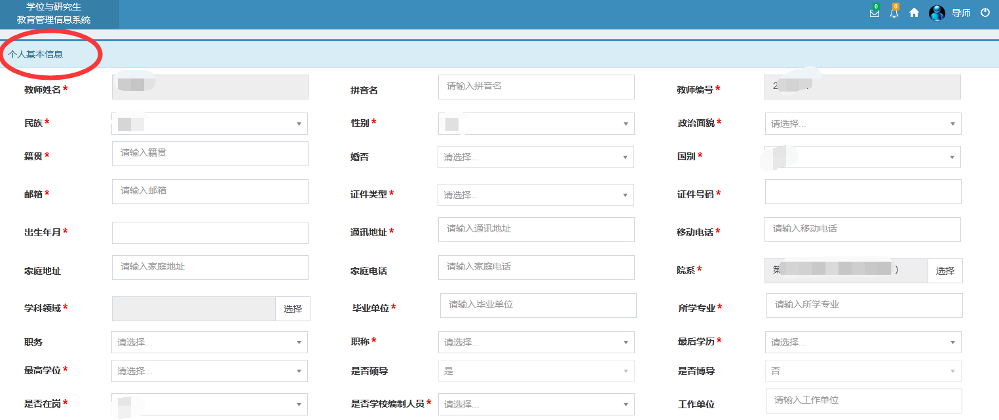 学位与研究生
教育管理信息系统
0 0 导师
个人基本信息
教师姓名* 拼音名 请输入拼音名 教师编号* 2
民族* 性别* 政治面貌* 请选择...
籍贯* 请输入籍贯 婚否 请选择... 国别*
邮箱* 请输入邮箱 证件类型* 请选择... 证件号码*
出生年月* 通讯地址* 请输入通讯地址 移动电话* 请输入移动电话
家庭地址 请输入家庭地址 家庭电话 请输入家庭电话 院系* 第 ) 选择
学科领域* 选择 毕业单位* 请输入毕业单位 所学专业* 请输入所学专业
职务 请选择... 职称* 请选择... 最后学历* 请选择...
最高学位* 请选择... 是否硕导 是 是否博导 否
是否在岗* 是否学校编制人员* 请选择... 工作单位 请输入工作单位